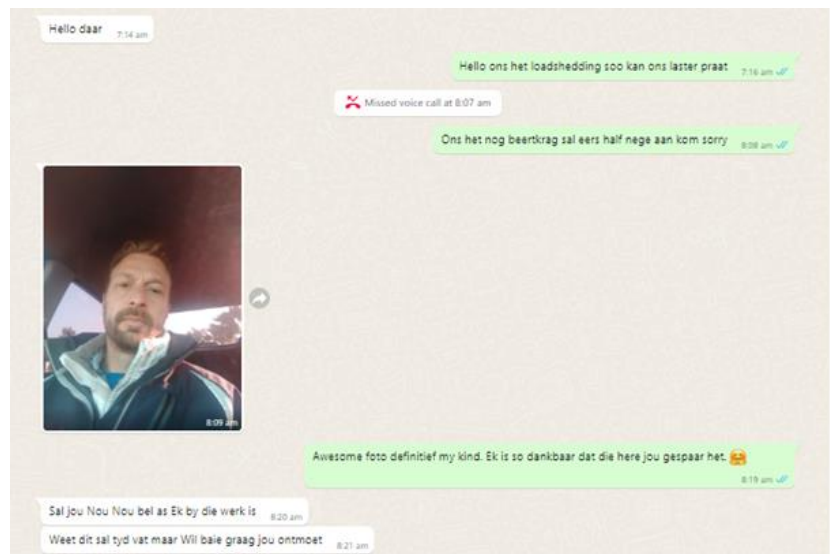 Hello daar
7:14 am
Hello ons het loadshedding soo kan ons laster praat
7:16 am
Missed voice call at 8:07 am
Ons het nog beertkrag sal eers half nege aan kom sorry
8:08 am
8:09 am
Awesome foto definitief my kind. Ek is so dankbaar dat die here jou gespaar het. 🤗
8:19 am
Sal jou Nou Nou bel as Ek by die werk is
8:20 am
Weet dit sal tyd vat maar Wil baie graag jou ontmoet
8:21 am